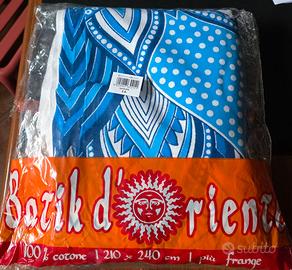 Batik d'Oriente
100% cotone | 210 x 240 cm | più frange
subito